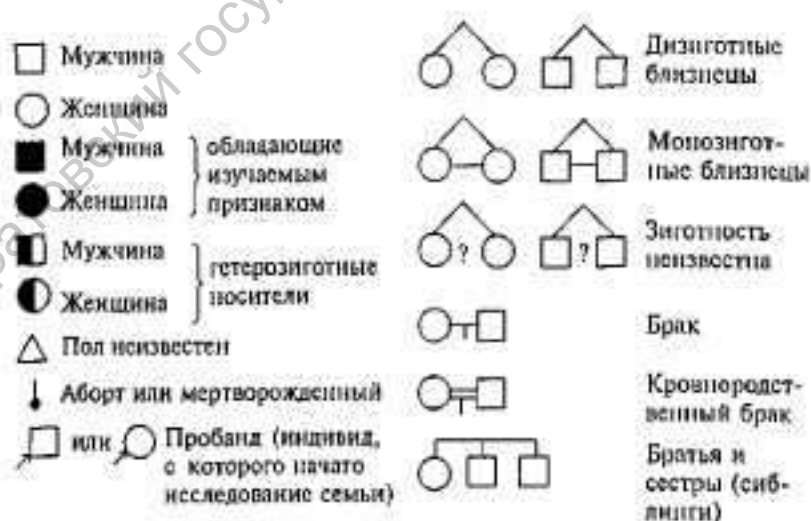 Мужчина
Женщина
Мужчина
Женщина
обладающие
изучаемым
признаком
Мужчина
Женщина
гетерозиготные
носители
Пол неизвестен
Аборт или мертворожденный
или
Пробанд (индивид,
с которого начато
исследование семьи)
Дизиготные
близнецы
Монозигот-
ные близнецы
? ?
Зиготность
неизвестна
Брак
Кровнородст-
венный брак
Братья и
сестры (сиб-
линги)